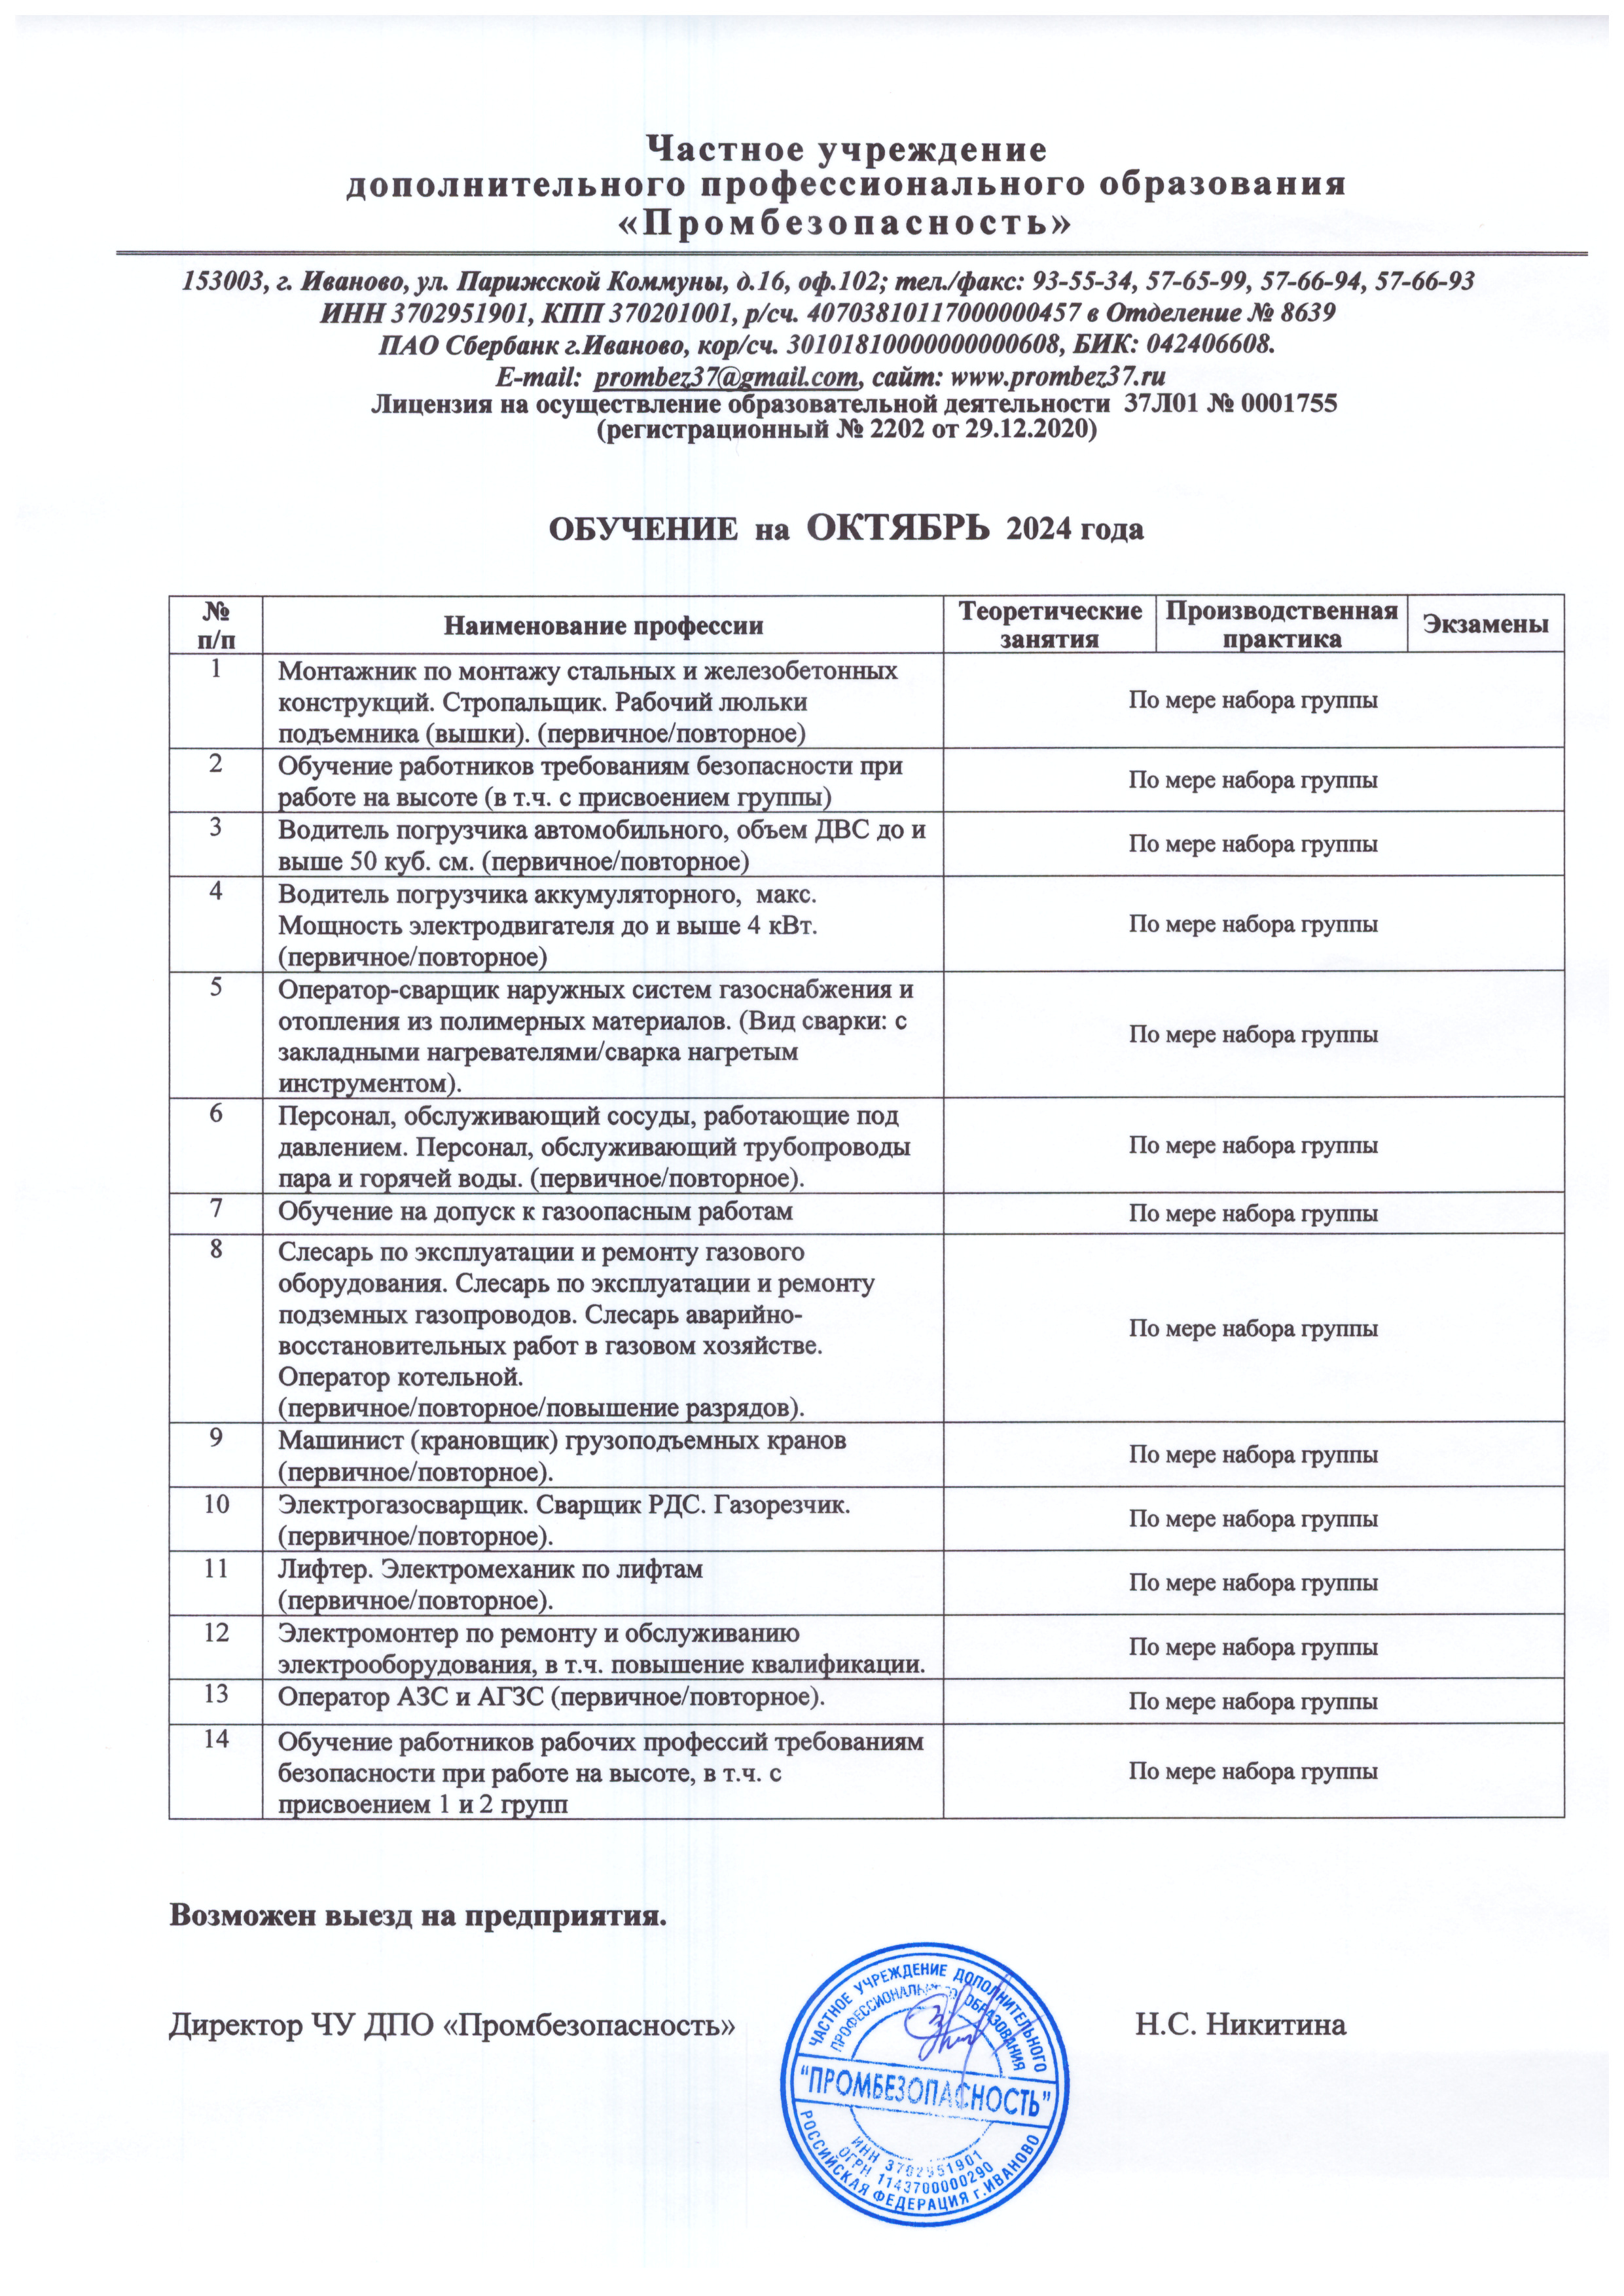 Частное учреждение
дополнительного профессионального образования
«Промбезопасность»
153003, г. Иваново, ул. Парижской Коммуны, д.16, оф.102; тел./факс: 93-55-34, 57-65-99, 57-66-94, 57-66-93
ИНН 3702951901, КПП 370201001, р/сч. 40703810117000000457 в Отделение № 8639
ПАО Сбербанк г.Иваново, кор/сч. 30101810000000000608, БИК: 042406608.
E-mail: prombez37@gmail.com, сайт: www.prombez37.ru
Лицензия на осуществление образовательной деятельности 37Л01 № 0001755
(регистрационный № 2202 от 29.12.2020)
ОБУЧЕНИЕ на ОКТЯБРЬ 2024 года
№
п/п
Наименование профессии
Теоретические
занятия
Производственная
практика
Экзамены
1
Монтажник по монтажу стальных и железобетонных
конструкций. Стропальщик. Рабочий люльки
подъемника (вышки). (первичное/повторное)
По мере набора группы
2
Обучение работников требованиям безопасности при
работе на высоте (в т.ч. с присвоением группы)
По мере набора группы
3
Водитель погрузчика автомобильного, объем ДВС до и
выше 50 куб. см. (первичное/повторное)
По мере набора группы
4
Водитель погрузчика аккумуляторного, макс.
Мощность электродвигателя до и выше 4 кВт.
(первичное/повторное)
По мере набора группы
5
Оператор-сварщик наружных систем газоснабжения и
отопления из полимерных материалов. (Вид сварки: с
закладными нагревателями/сварка нагретым
инструментом).
По мере набора группы
6
Персонал, обслуживающий сосуды, работающие под
давлением. Персонал, обслуживающий трубопроводы
пара и горячей воды. (первичное/повторное).
По мере набора группы
7
Обучение на допуск к газоопасным работам
По мере набора группы
8
Слесарь по эксплуатации и ремонту газового
оборудования. Слесарь по эксплуатации и ремонту
подземных газопроводов. Слесарь аварийно-
восстановительных работ в газовом хозяйстве.
Оператор котельной.
(первичное/повторное/повышение разрядов).
По мере набора группы
9
Машинист (крановщик) грузоподъемных кранов
(первичное/повторное).
По мере набора группы
10
Электрогазосварщик. Сварщик РДС. Газорезчик.
(первичное/повторное).
По мере набора группы
11
Лифтер. Электромеханик по лифтам
(первичное/повторное).
По мере набора группы
12
Электромонтер по ремонту и обслуживанию
электрооборудования, в т.ч. повышение квалификации.
По мере набора группы
13
Оператор АЗС и АГЗС (первичное/повторное).
По мере набора группы
14
Обучение работников рабочих профессий требованиям
безопасности при работе на высоте, в т.ч. с
присвоением 1 и 2 групп
По мере набора группы
Возможен выезд на предприятия.
Директор ЧУ ДПО «Промбезопасность»
Н.С. Никитина
ЧАСТНОЕ УЧРЕЖДЕНИЕ ДОПОЛНИТЕЛЬНОГО
ПРОФЕССИОНАЛЬНОГО ОБРАЗОВАНИЯ
"ПРОМБЕЗОПАСНОСТЬ"
ИНН 3702951901
ОГРН 1143700000290
РОССИЙСКАЯ ФЕДЕРАЦИЯ г.ИВАНОВО